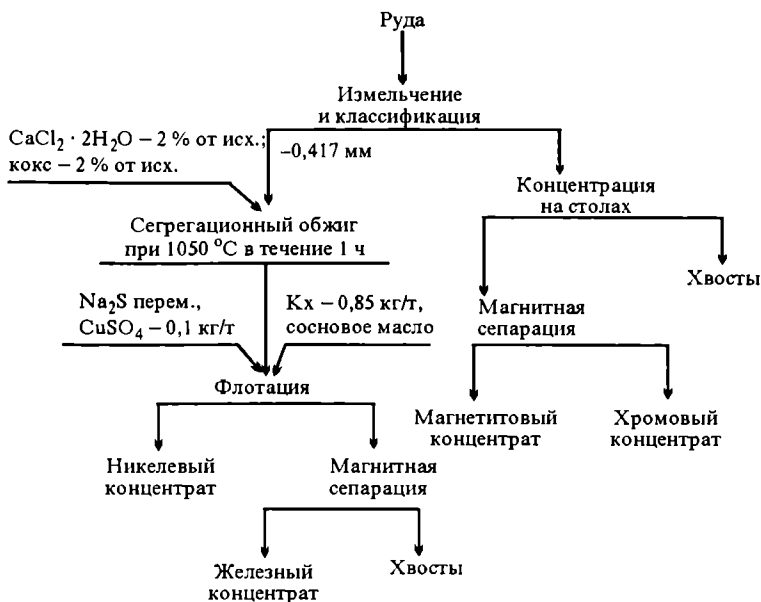 Руда
Измельчение
и классификация
CaCl₂ · 2H₂O – 2 % от исх.;
кокс – 2 % от исх.
–0,417 мм
Концентрация
на столах
Сегрегационный обжиг
при 1050 °C в течение 1 ч
Хвосты
Na₂S перем.,
CuSO₄ – 0,1 кг/т
Кх – 0,85 кг/т,
сосновое масло
Магнитная
сепарация
Флотация
Магнетитовый
концентрат
Хромовый
концентрат
Никелевый
концентрат
Магнитная
сепарация
Железный
концентрат
Хвосты